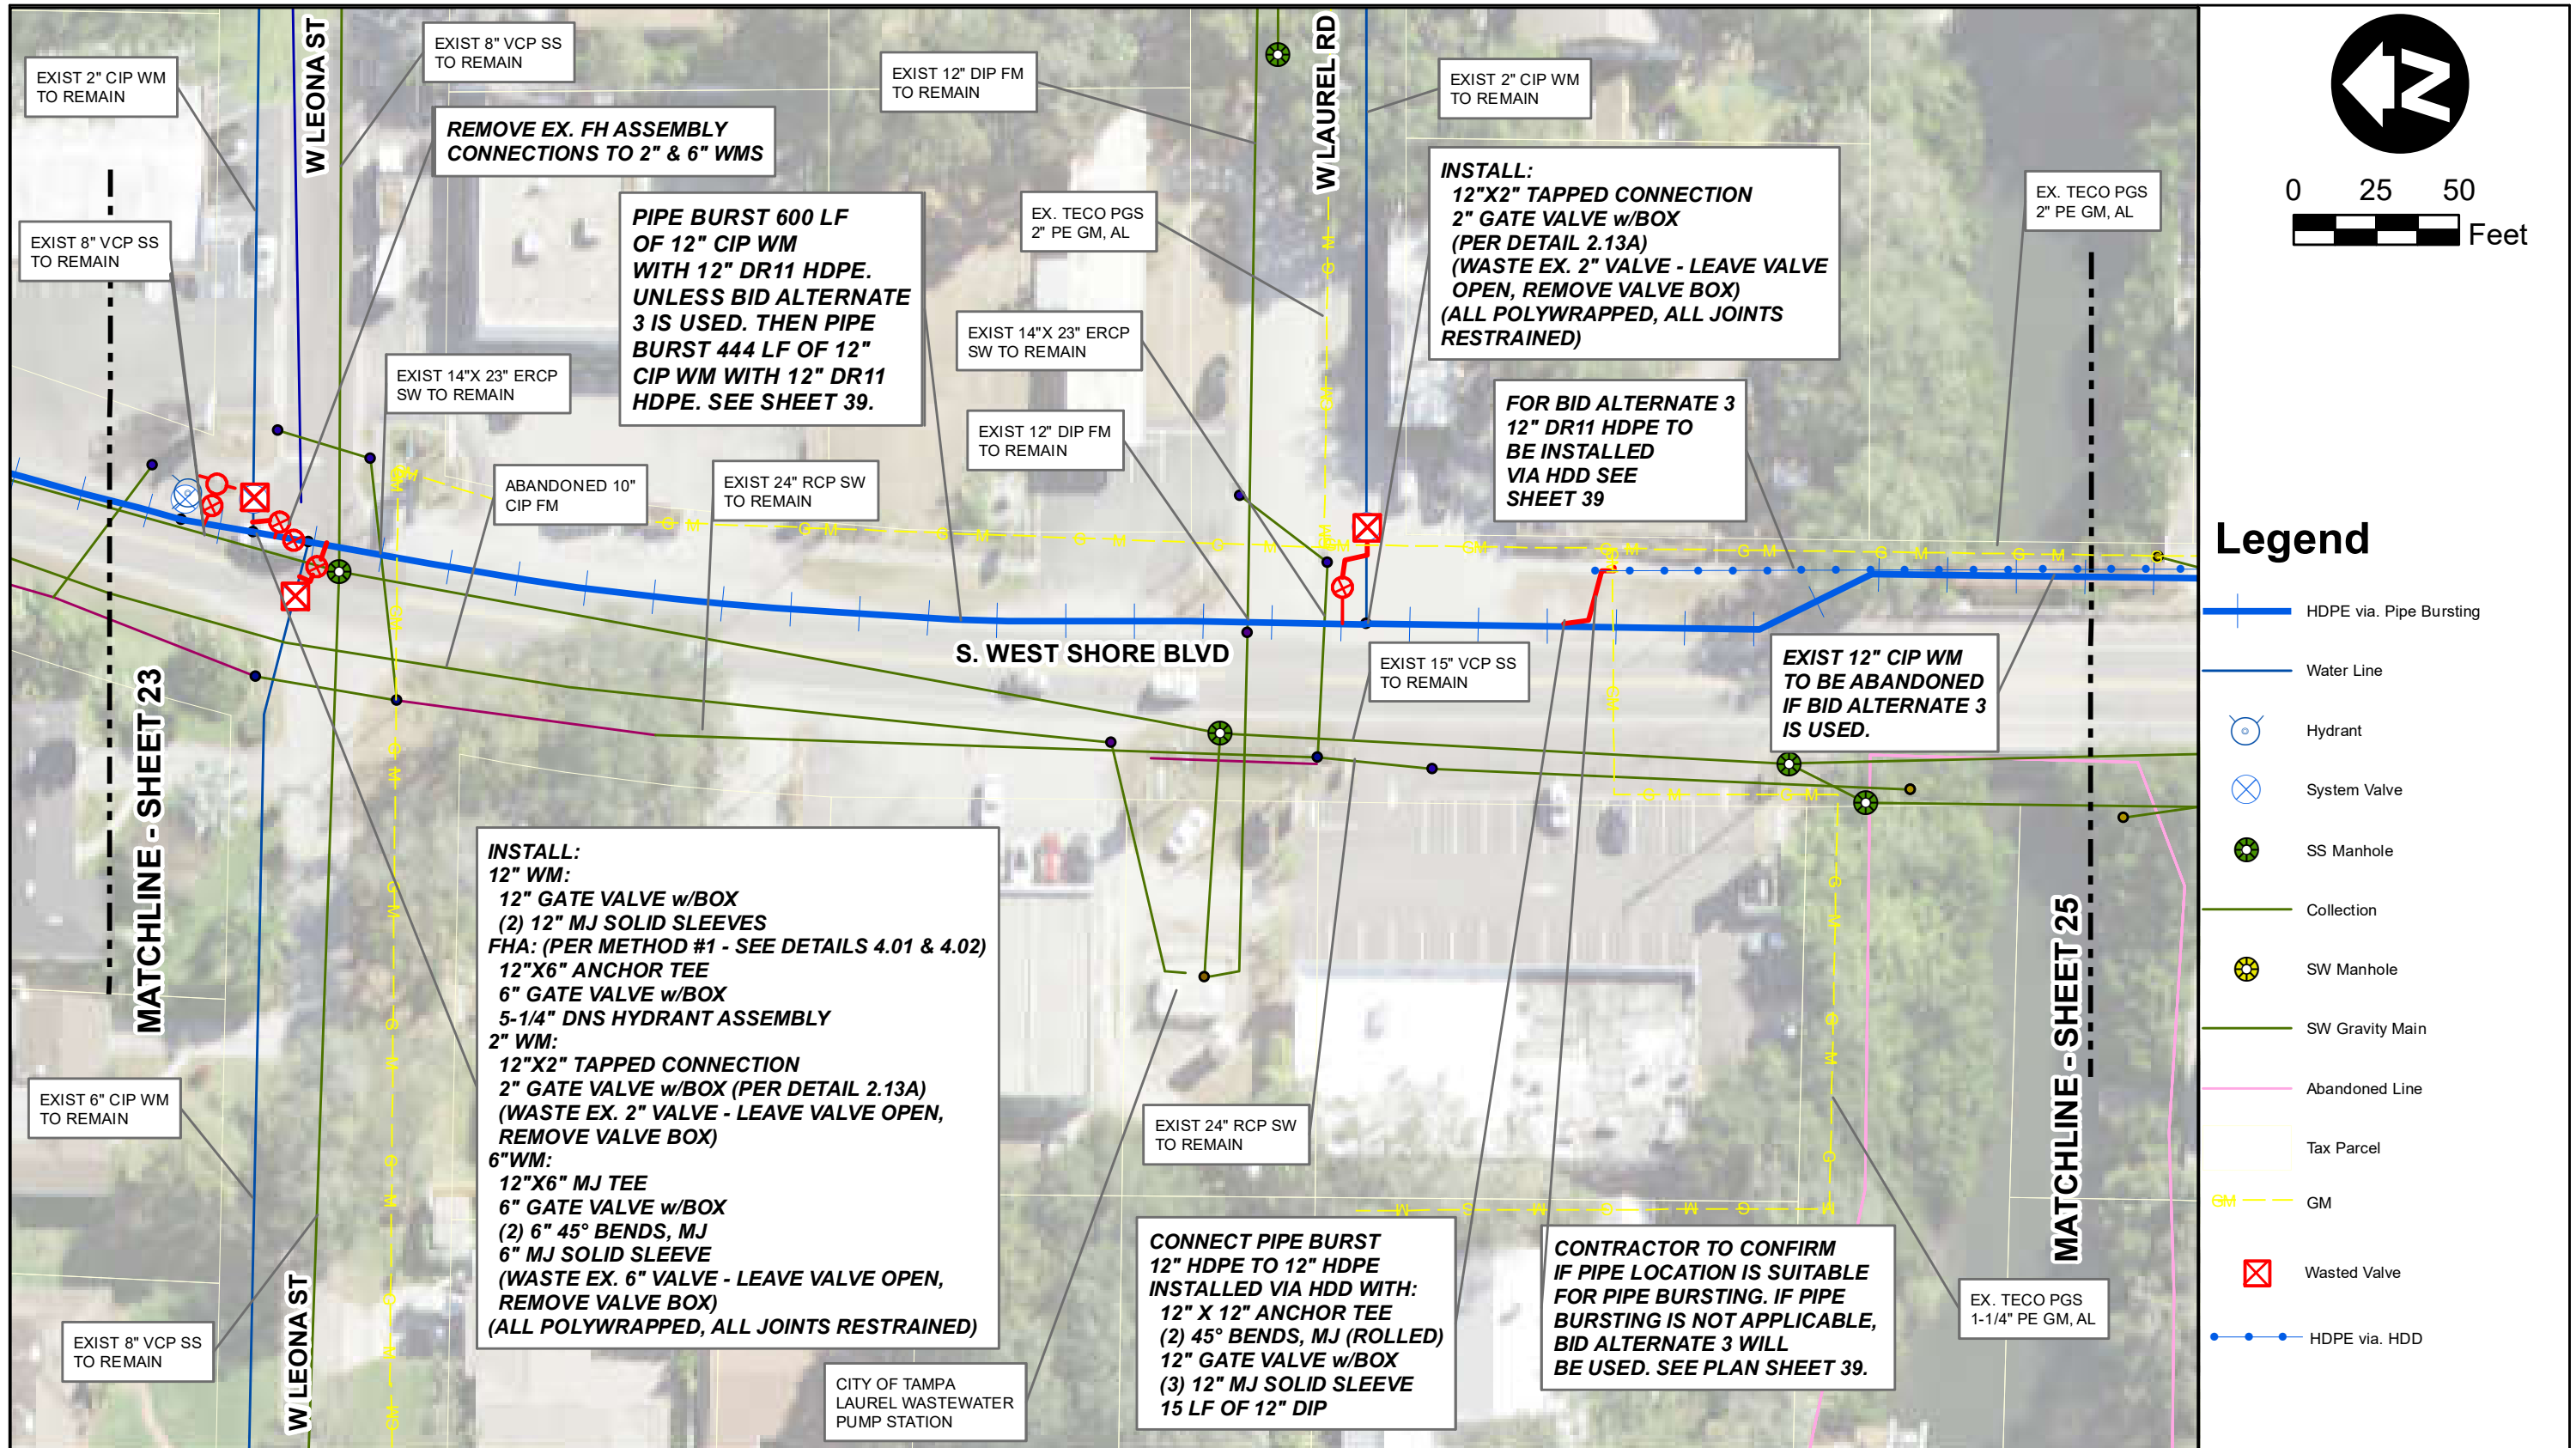 W LEONA ST
EXIST 2" CIP WM
TO REMAIN
EXIST 8" VCP SS
TO REMAIN
REMOVE EX. FH ASSEMBLY
CONNECTIONS TO 2" & 6" WMS
EXIST 8" VCP SS
TO REMAIN
EXIST 14"X 23" ERCP
SW TO REMAIN
PIPE BURST 600 LF
OF 12" CIP WM
WITH 12" DR11 HDPE.
UNLESS BID ALTERNATE
3 IS USED. THEN PIPE
BURST 444 LF OF 12"
CIP WM WITH 12" DR11
HDPE. SEE SHEET 39.
ABANDONED 10"
CIP FM
EXIST 24" RCP SW
TO REMAIN
EXIST 12" DIP FM
TO REMAIN
W LAUREL RD
EX. TECO PGS
2" PE GM, AL
EXIST 14"X 23" ERCP
SW TO REMAIN
EXIST 12" DIP FM
TO REMAIN
EXIST 2" CIP WM
TO REMAIN
INSTALL:
12"X2" TAPPED CONNECTION
2" GATE VALVE w/BOX
(PER DETAIL 2.13A)
(WASTE EX. 2" VALVE - LEAVE VALVE
OPEN, REMOVE VALVE BOX)
(ALL POLYWRAPPED, ALL JOINTS
RESTRAINED)
FOR BID ALTERNATE 3
12" DR11 HDPE TO
BE INSTALLED
VIA HDD SEE
SHEET 39
EX. TECO PGS
2" PE GM, AL
S. WEST SHORE BLVD
EXIST 15" VCP SS
TO REMAIN
EXIST 12" CIP WM
TO BE ABANDONED
IF BID ALTERNATE 3
IS USED.
MATCHLINE - SHEET 23
MATCHLINE - SHEET 25
INSTALL:
12" WM:
12" GATE VALVE w/BOX
(2) 12" MJ SOLID SLEEVES
FHA: (PER METHOD #1 - SEE DETAILS 4.01 & 4.02)
12"X6" ANCHOR TEE
6" GATE VALVE w/BOX
5-1/4" DNS HYDRANT ASSEMBLY
2" WM:
12"X2" TAPPED CONNECTION
2" GATE VALVE w/BOX (PER DETAIL 2.13A)
(WASTE EX. 2" VALVE - LEAVE VALVE OPEN,
REMOVE VALVE BOX)
6"WM:
12"X6" MJ TEE
6" GATE VALVE w/BOX
(2) 6" 45° BENDS, MJ
6" MJ SOLID SLEEVE
(WASTE EX. 6" VALVE - LEAVE VALVE OPEN,
REMOVE VALVE BOX)
(ALL POLYWRAPPED, ALL JOINTS RESTRAINED)
EXIST 6" CIP WM
TO REMAIN
EXIST 8" VCP SS
TO REMAIN
W LEONA ST
CITY OF TAMPA
LAUREL WASTEWATER
PUMP STATION
EXIST 24" RCP SW
TO REMAIN
CONNECT PIPE BURST
12" HDPE TO 12" HDPE
INSTALLED VIA HDD WITH:
12" X 12" ANCHOR TEE
(2) 45° BENDS, MJ (ROLLED)
12" GATE VALVE w/BOX
(3) 12" MJ SOLID SLEEVE
15 LF OF 12" DIP
CONTRACTOR TO CONFIRM
IF PIPE LOCATION IS SUITABLE
FOR PIPE BURSTING. IF PIPE
BURSTING IS NOT APPLICABLE,
BID ALTERNATE 3 WILL
BE USED. SEE PLAN SHEET 39.
EX. TECO PGS
1-1/4" PE GM, AL
N
0 25 50
Feet
Legend
HDPE via. Pipe Bursting
Water Line
Hydrant
System Valve
SS Manhole
Collection
SW Manhole
SW Gravity Main
Abandoned Line
Tax Parcel
GM GM
Wasted Valve
HDPE via. HDD